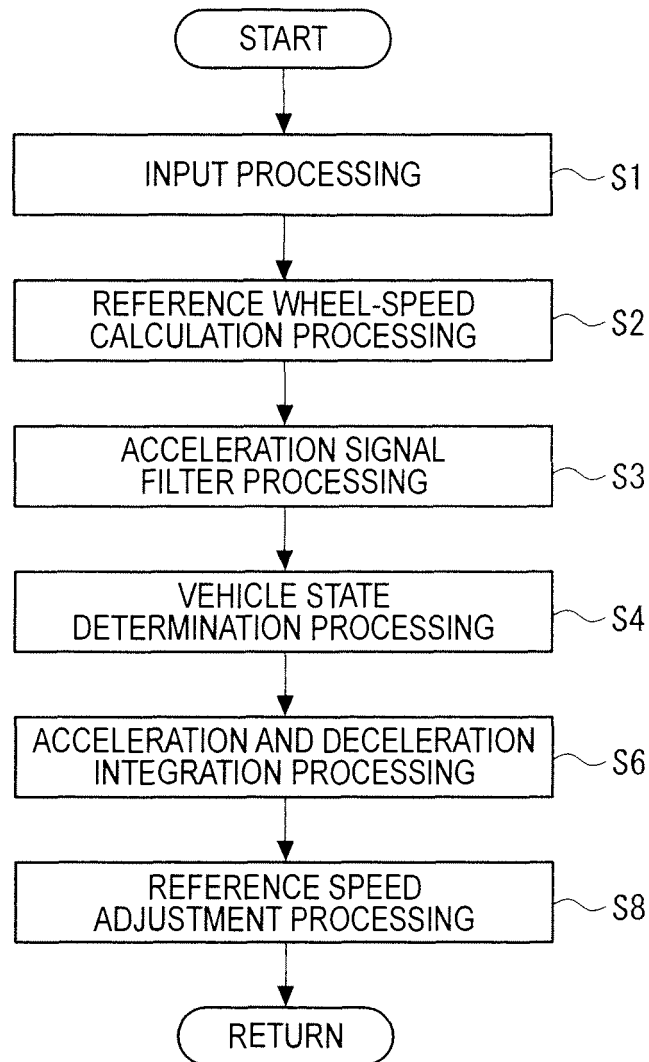 START
INPUT PROCESSING
S1
REFERENCE WHEEL-SPEED
CALCULATION PROCESSING
S2
ACCELERATION SIGNAL
FILTER PROCESSING
S3
VEHICLE STATE
DETERMINATION PROCESSING
S4
ACCELERATION AND DECELERATION
INTEGRATION PROCESSING
S6
REFERENCE SPEED
ADJUSTMENT PROCESSING
S8
RETURN